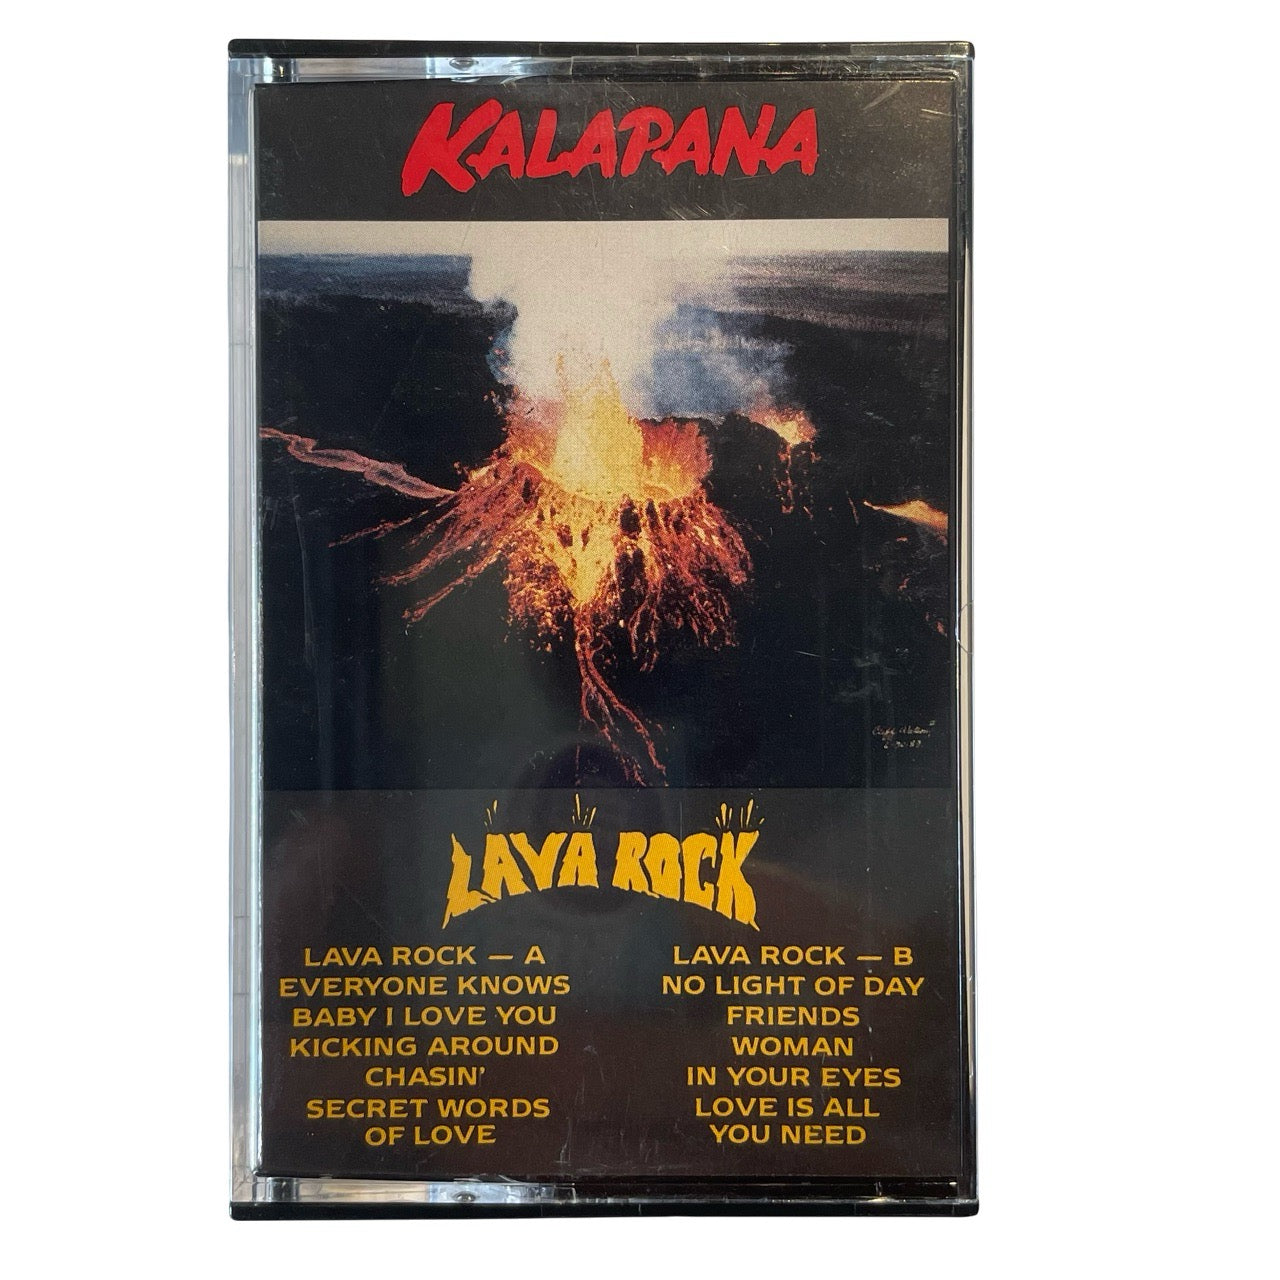 KALAPANA
LAVA ROCK
LAVA ROCK — A
EVERYONE KNOWS
BABY I LOVE YOU
KICKING AROUND
CHASIN'
SECRET WORDS
OF LOVE
LAVA ROCK — B
NO LIGHT OF DAY
FRIENDS
WOMAN
IN YOUR EYES
LOVE IS ALL
YOU NEED